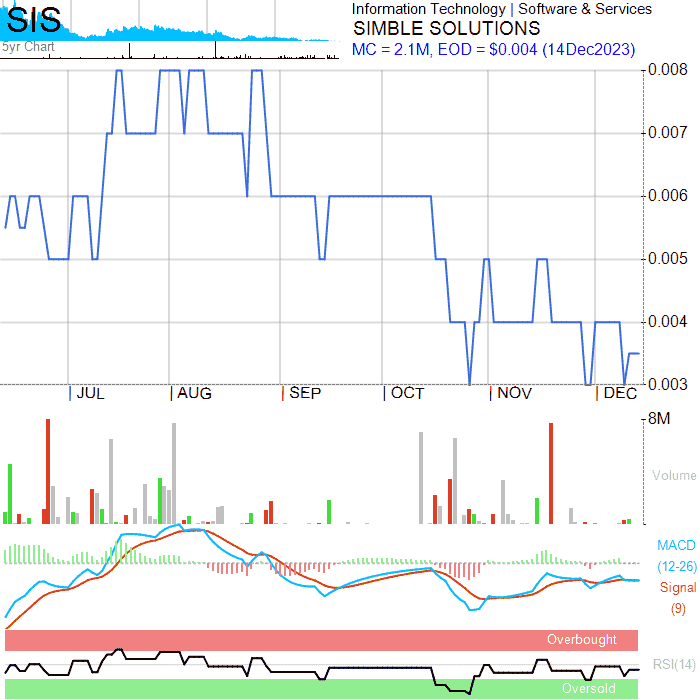 SIS
5yr Chart
Information Technology | Software & Services
SIMBLE SOLUTIONS
MC = 2.1M, EOD = $0.004 (14Dec2023)
0.008
0.007
0.006
0.005
0.004
0.003
JUL AUG SEP OCT NOV DEC
8M
Volume
MACD
(12-26)
Signal
(9)
Overbought
RSI(14)
Oversold